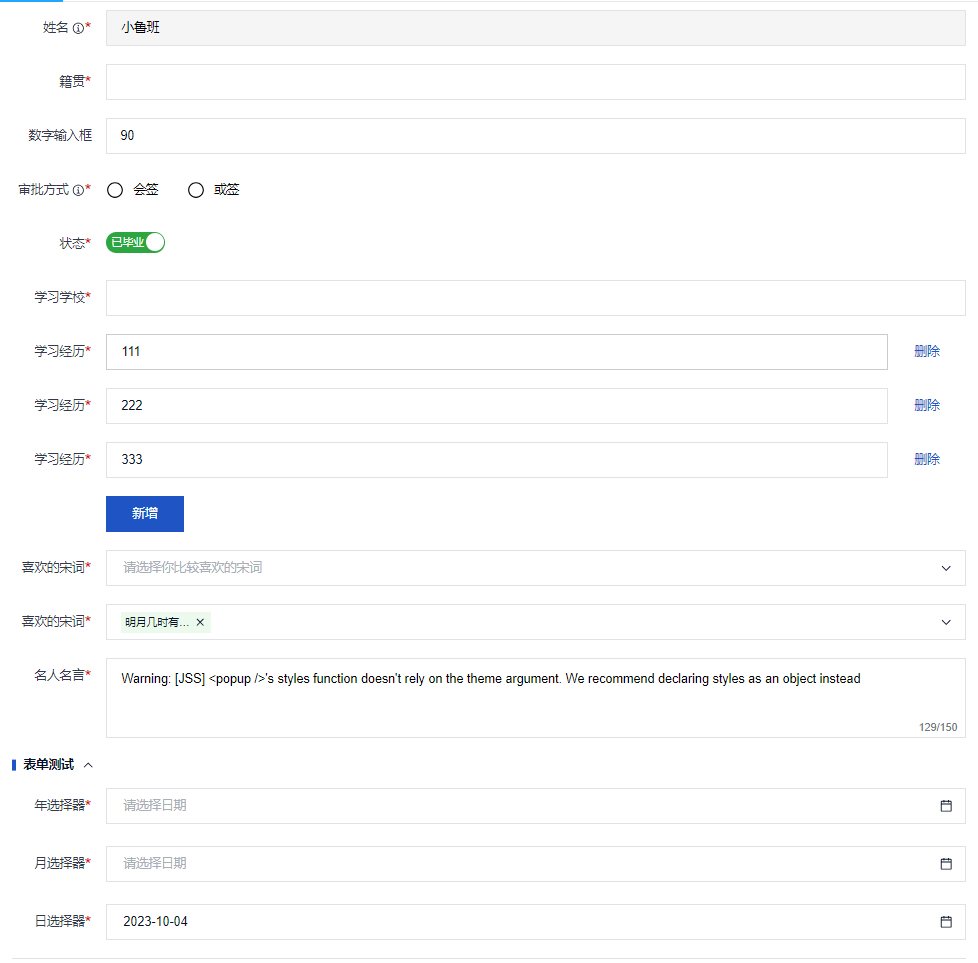 姓名 * 小鲁班
籍贯*
数字输入框 90
审批方式 * 会签 或签
状态* 已毕业
学习学校*
学习经历* 111 删除
学习经历* 222 删除
学习经历* 333 删除
新增
喜欢的宋词* 请选择你比较喜欢的宋词
喜欢的宋词* 明月几时有...
名人名言* Warning: [JSS] <popup />'s styles function doesn't rely on the theme argument. We recommend declaring styles as an object instead
129/150
表单测试
年选择器* 请选择日期
月选择器* 请选择日期
日选择器* 2023-10-04